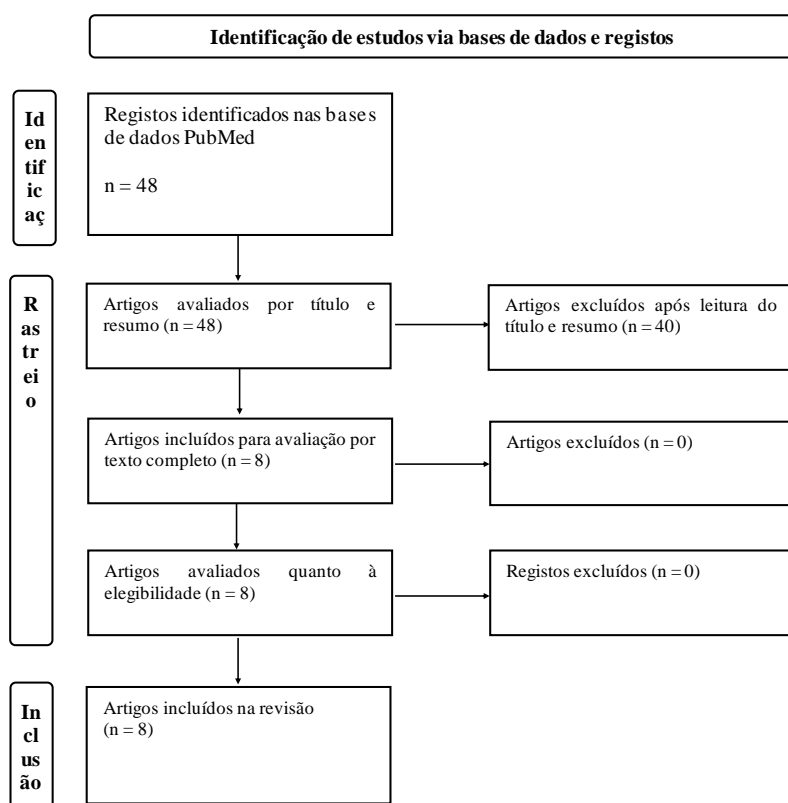 Identificação de estudos via bases de dados e registos
Id
en
tif
ic
aç
Registos identificados nas bases
de dados PubMed
n = 48
R
as
tr
ei
o
Artigos avaliados por título e
resumo (n = 48)
Artigos excluídos após leitura do
título e resumo (n = 40)
Artigos incluídos para avaliação por
texto completo (n = 8)
Artigos excluídos (n = 0)
Artigos avaliados quanto à
elegibilidade (n = 8)
Registos excluídos (n = 0)
In
cl
us
ão
Artigos incluídos na revisão
(n = 8)